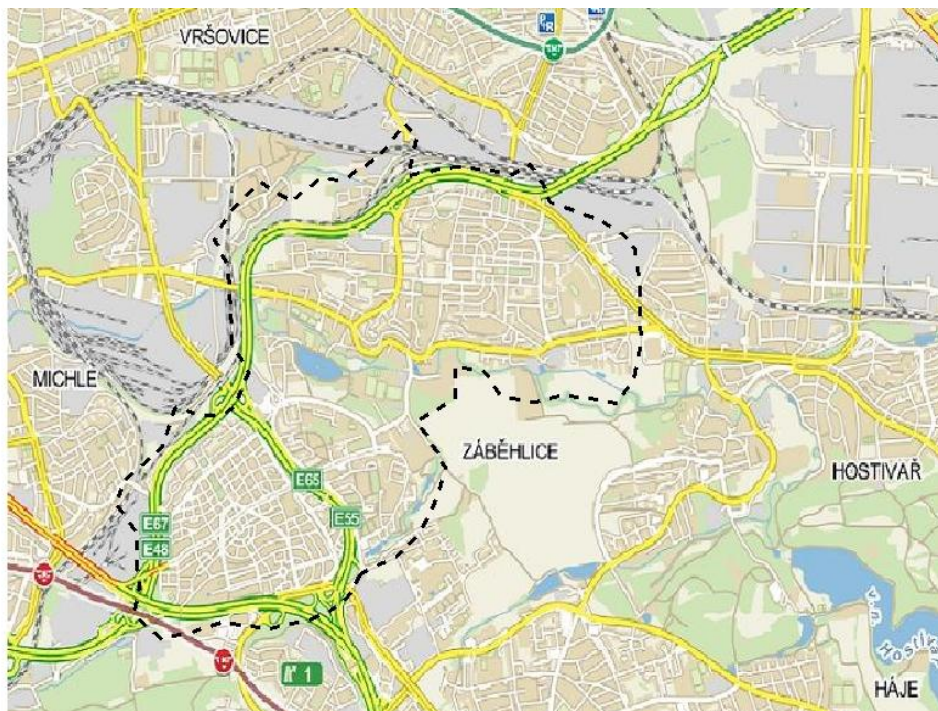 VRŠOVICE
P
R
MICHLE
ZÁBĚHLICE
HOSTIVAŘ
E65
E55
E67
E48
1
v.n.
HÁJE